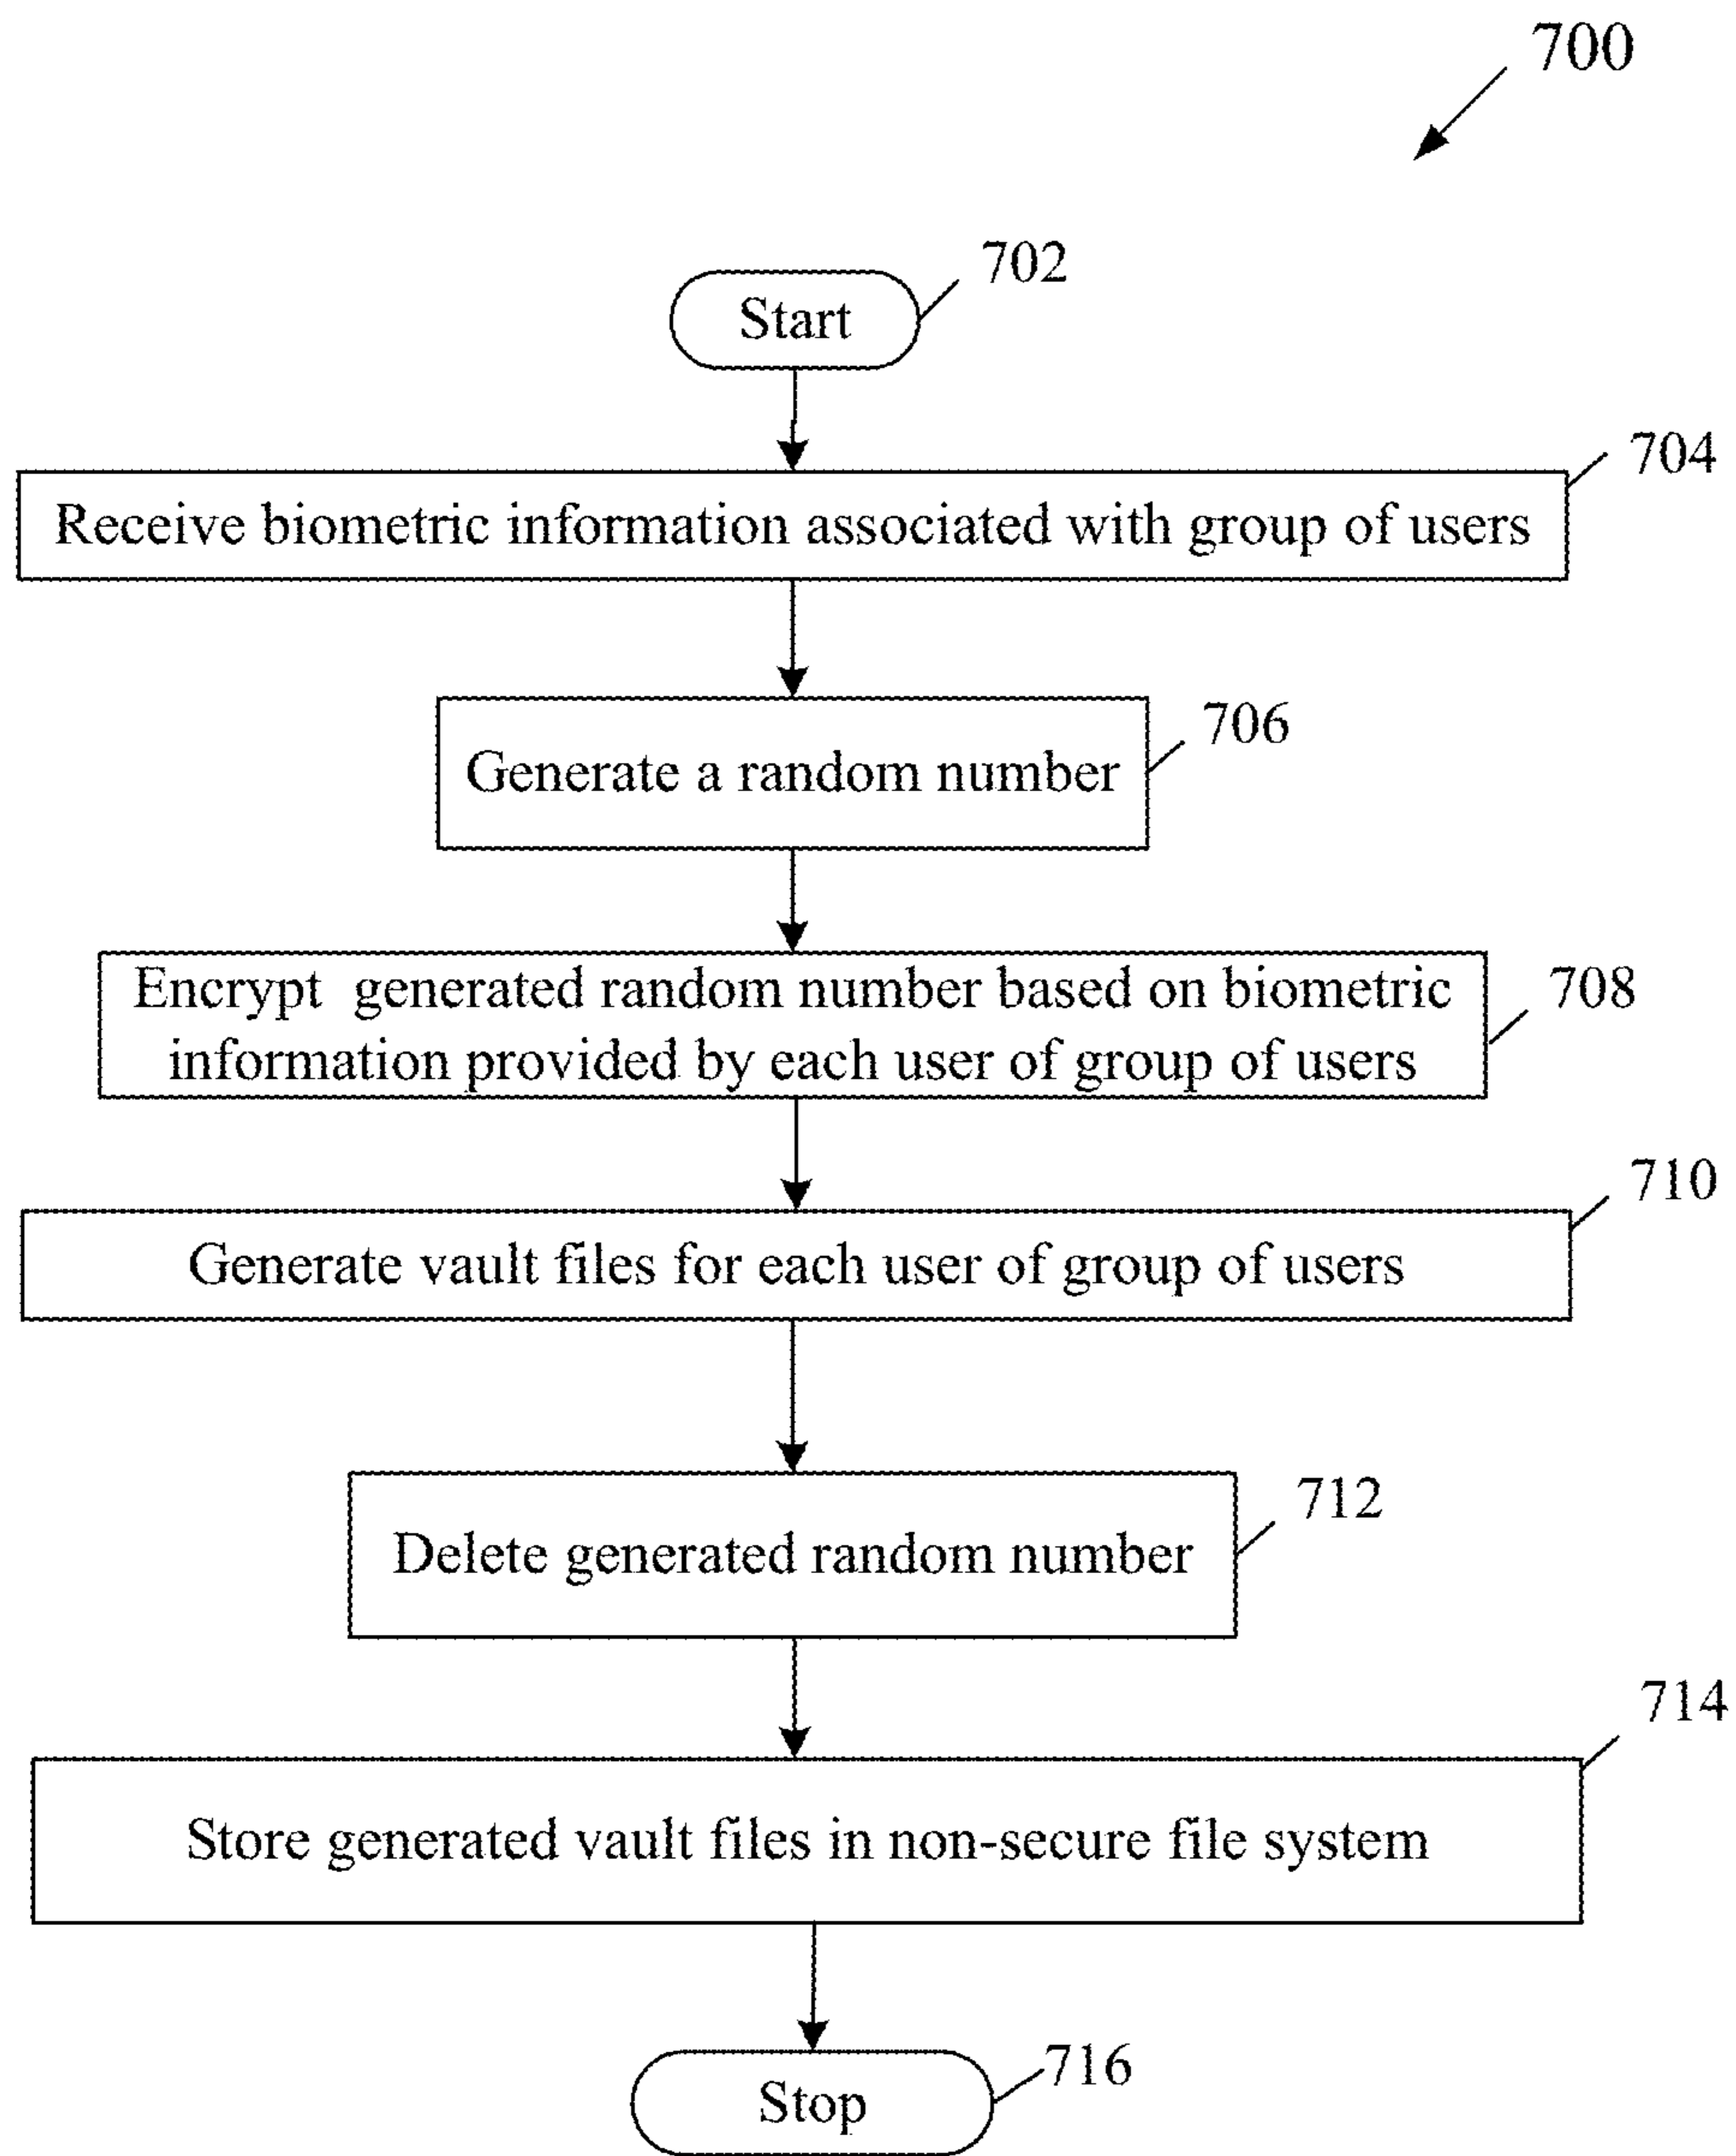 700
Start
702
704
Receive biometric information associated with group of users
706
Generate a random number
Encrypt generated random number based on biometric
information provided by each user of group of users
708
710
Generate vault files for each user of group of users
712
Delete generated random number
714
Store generated vault files in non-secure file system
716
Stop